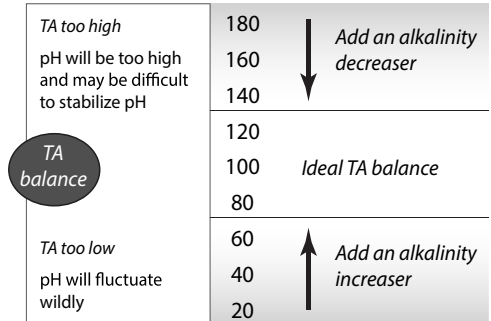 TA too high
pH will be too high
and may be difficult
to stabilize pH
TA
balance
TA too low
pH will fluctuate
wildly
180
160
140
120
100
80
60
40
20
Add an alkalinity
decreaser
Ideal TA balance
Add an alkalinity
increaser